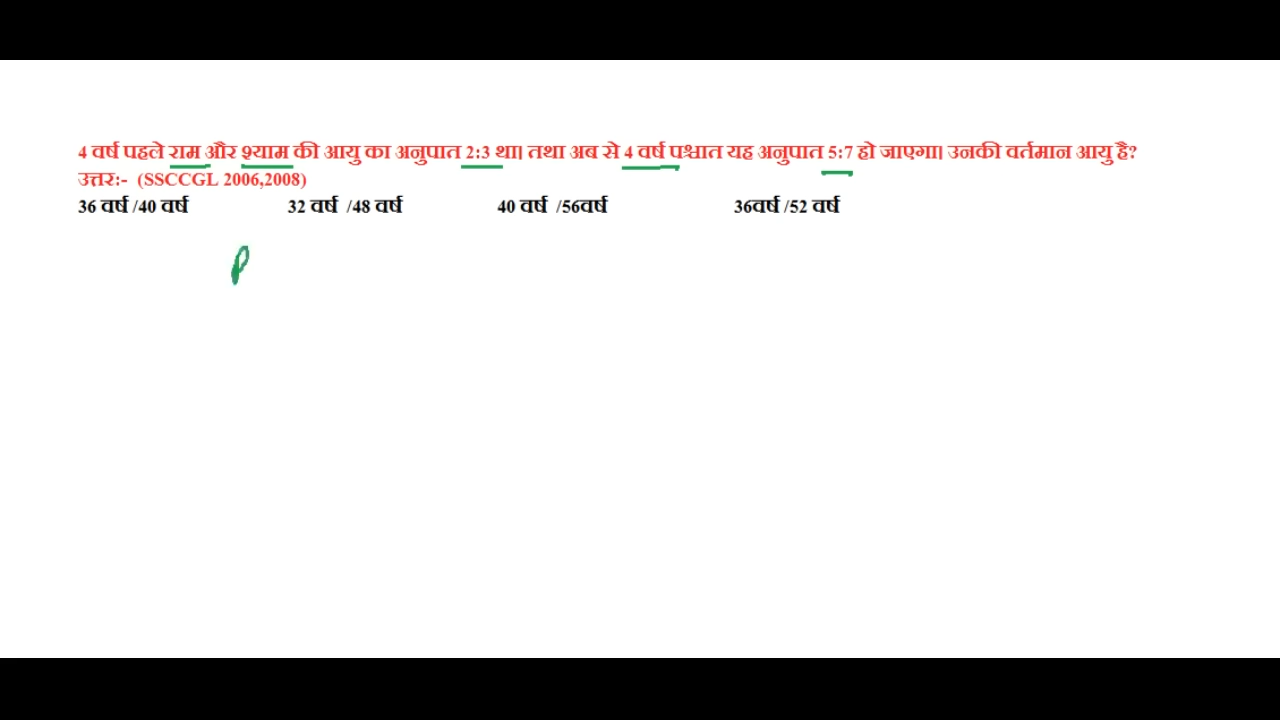 4 वर्ष पहले राम और श्याम की आयु का अनुपात 2:3 था। तथा अब से 4 वर्ष पश्चात यह अनुपात 5:7 हो जाएगा। उनकी वर्तमान आयु है?
उत्तरः- (SSCCGL 2006,2008)
36 वर्ष /40 वर्ष 32 वर्ष /48 वर्ष 40 वर्ष /56वर्ष 36वर्ष /52 वर्ष